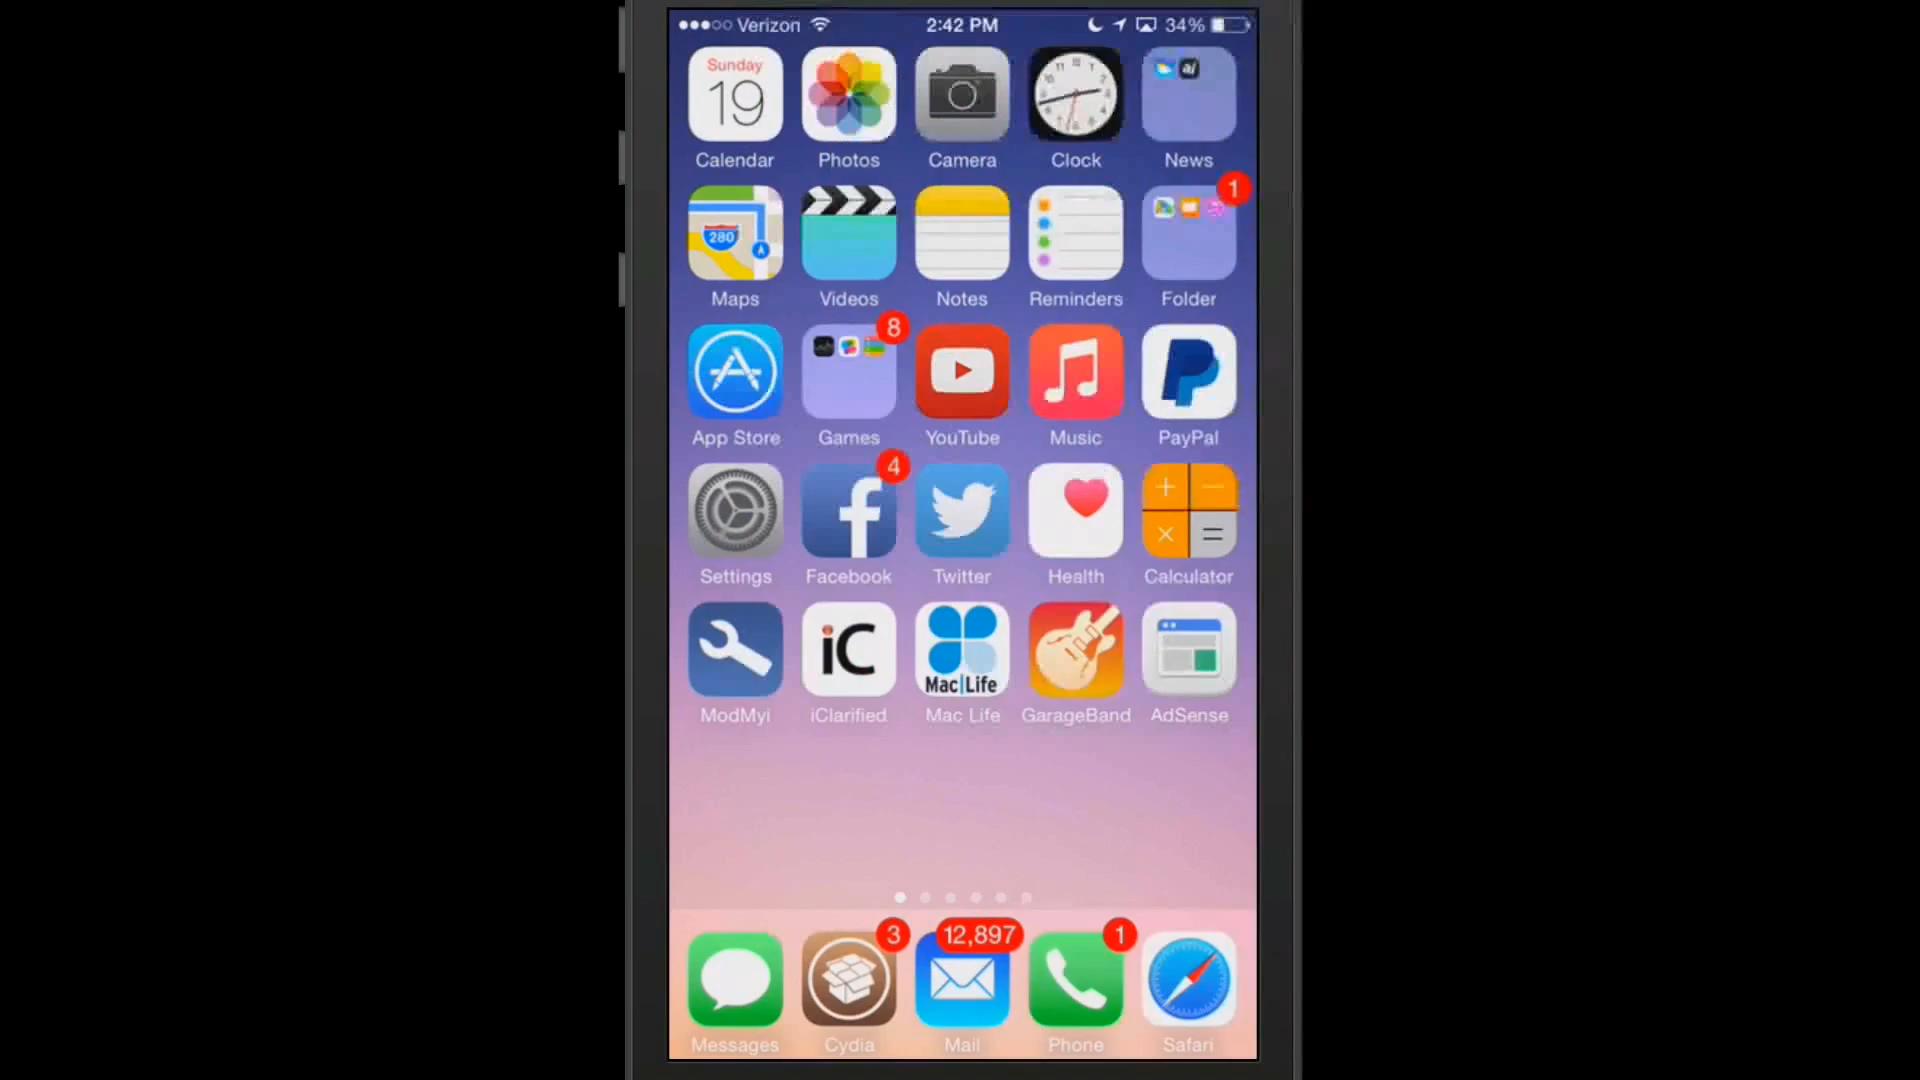 Verizon 2:42 PM 34%
Sunday
19
Calendar Photos Camera Clock News
280
1
Maps Videos Notes Reminders Folder
8
App Store Games YouTube Music PayPal
4
Settings Facebook Twitter Health Calculator
iC Mac|Life
ModMyi iClarified Mac Life GarageBand AdSense
3 12,897 1
Messages Cydia Mail Phone Safari